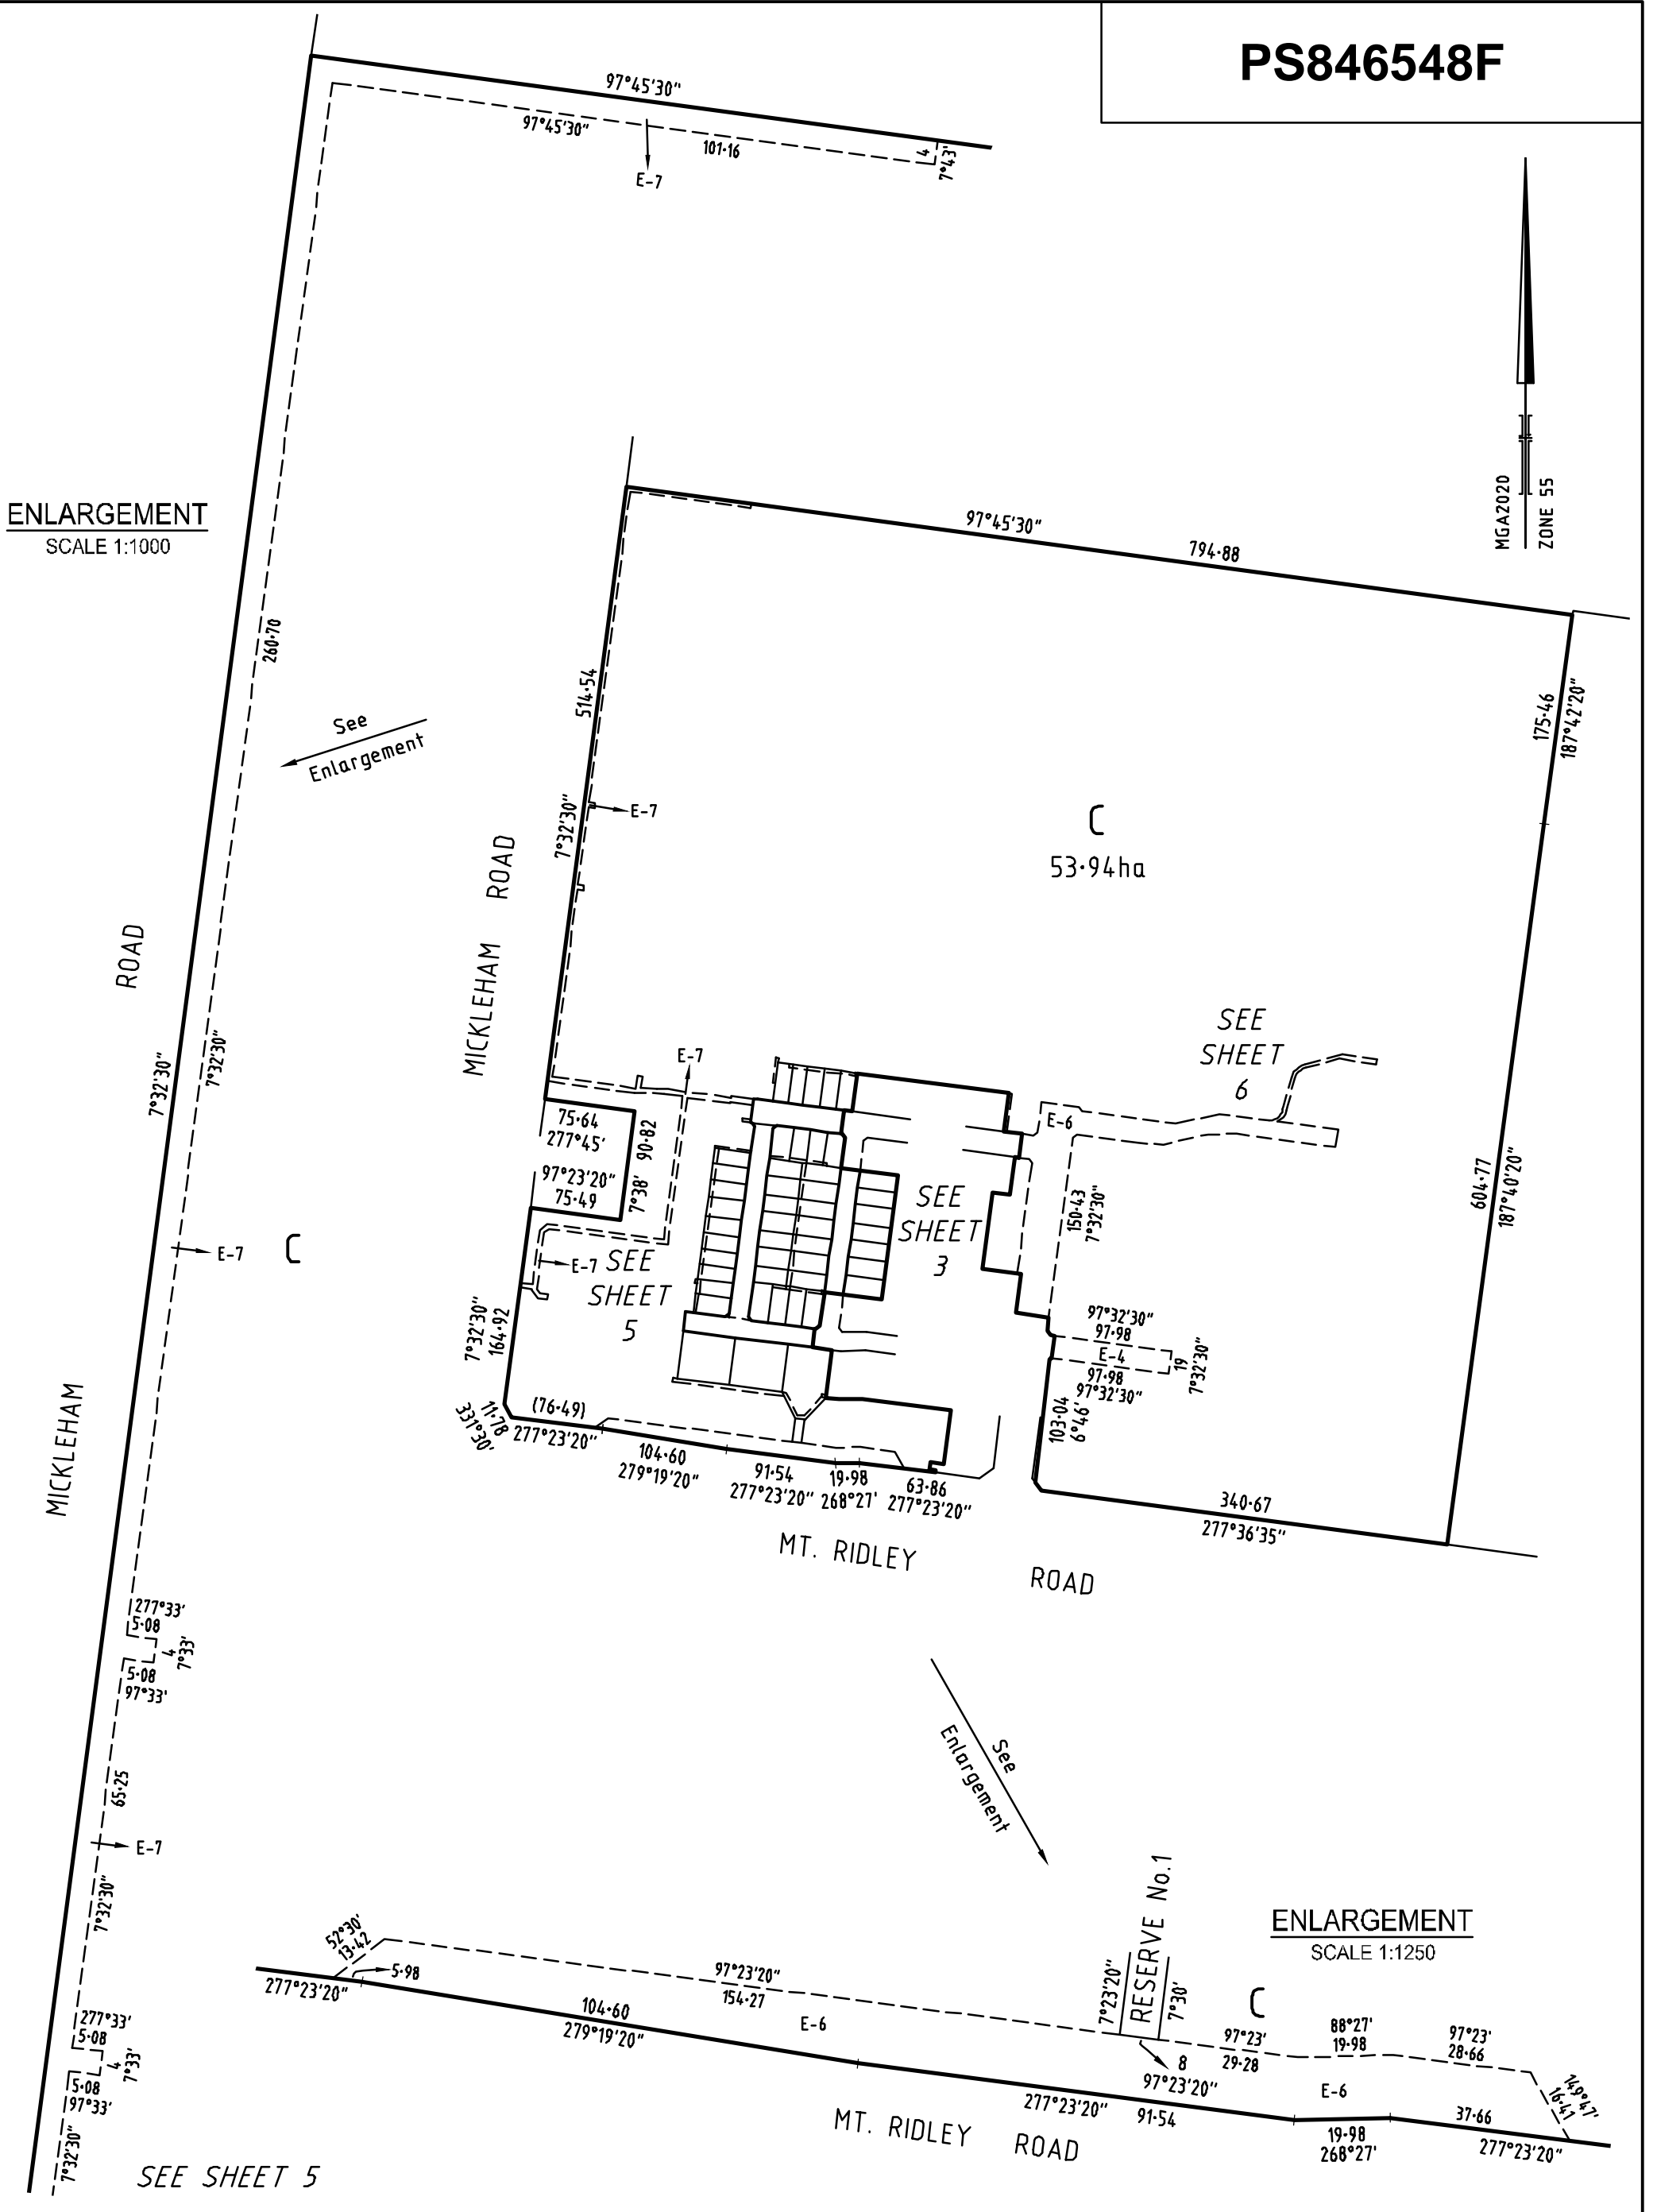 PS846548F
97°45'30"
97°45'30"
101·16
4
7°43'
E-7
MGA2020
ZONE 55
ENLARGEMENT
SCALE 1:1000
97°45'30"
794·88
260·70
514·54
See
Enlargement
175·46
187°42'20"
E-7
7°32'30"
C
53·94ha
MICKLEHAM ROAD
ROAD
7°32'30"
7°32'30"
SEE
SHEET
6
E-7
75·64
277°45'
90·82
7°38'
97°23'20"
75·49
E-6
604·77
187°40'20"
SEE
SHEET
3
150·43
7°32'30"
E-7
C
E-7
SEE
SHEET
5
7°32'30"
164·92
97°32'30"
97·98
E-4
97·98
97°32'30"
19
7°32'30"
103·04
6°46'
MICKLEHAM
11·78
331°30'
(76·49)
277°23'20"
104·60
279°19'20"
91·54
277°23'20"
19·98
268°27'
63·86
277°23'20"
340·67
277°36'35"
MT. RIDLEY ROAD
277°33'
5·08
4
7°33'
5·08
97°33'
See
Enlargement
65·25
E-7
7°32'30"
RESERVE No.1
ENLARGEMENT
SCALE 1:1250
52°30'
13·42
5·98
277°23'20"
97°23'20"
154·27
104·60
279°19'20"
E-6
7°23'20"
7°30'
C
97°23'
29·28
88°27'
19·98
97°23'
28·66
8
97°23'20"
E-6
149°47'
16·41
277°23'20"
91·54
37·66
19·98
268°27'
277°23'20"
277°33'
5·08
4
7°33'
5·08
97°33'
7°32'30"
MT. RIDLEY ROAD
SEE SHEET 5